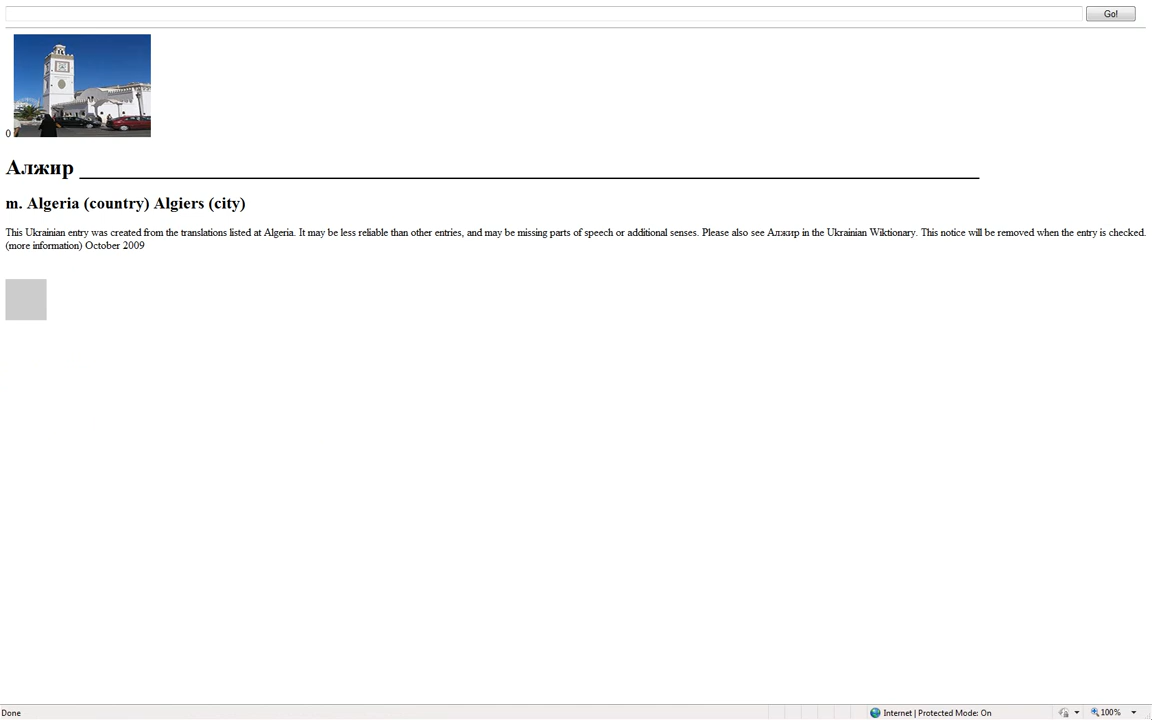 Go!
0
Алжир
m. Algeria (country) Algiers (city)
This Ukrainian entry was created from the translations listed at Algeria. It may be less reliable than other entries, and may be missing parts of speech or additional senses. Please also see Алжир in the Ukrainian Wiktionary. This notice will be removed when the entry is checked.
(more information) October 2009
Done
Internet | Protected Mode: On
100%